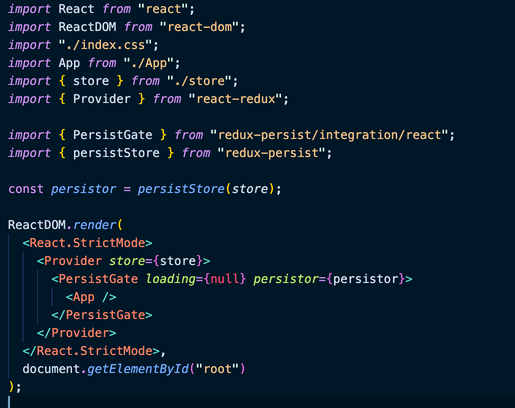 import React from "react";
import ReactDOM from "react-dom";
import "./index.css";
import App from "./App";
import { store } from "./store";
import { Provider } from "react-redux";
import { PersistGate } from "redux-persist/integration/react";
import { persistStore } from "redux-persist";
const persistor = persistStore(store);
ReactDOM.render(
<React.StrictMode>
<Provider store={store}>
<PersistGate loading={null} persistor={persistor}>
<App />
</PersistGate>
</Provider>
</React.StrictMode>,
document.getElementById("root")
);